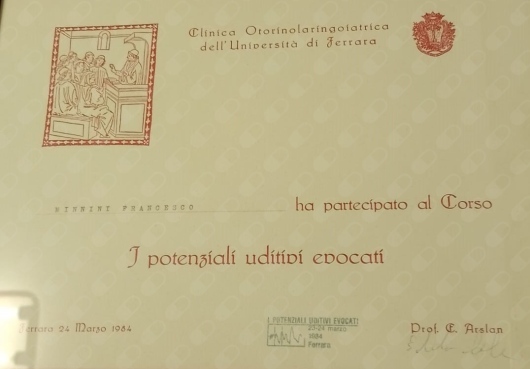 Clinica Otorinolaringoiatrica
dell'Università di Ferrara
FRANCESCO ha partecipato al Corso
I potenziali uditivi evocati
Ferrara 24 Marzo 1984
I POTENZIALI UDITIVI EVOCATI
23-24 marzo
1984
Ferrara
Prof. E. Arslan